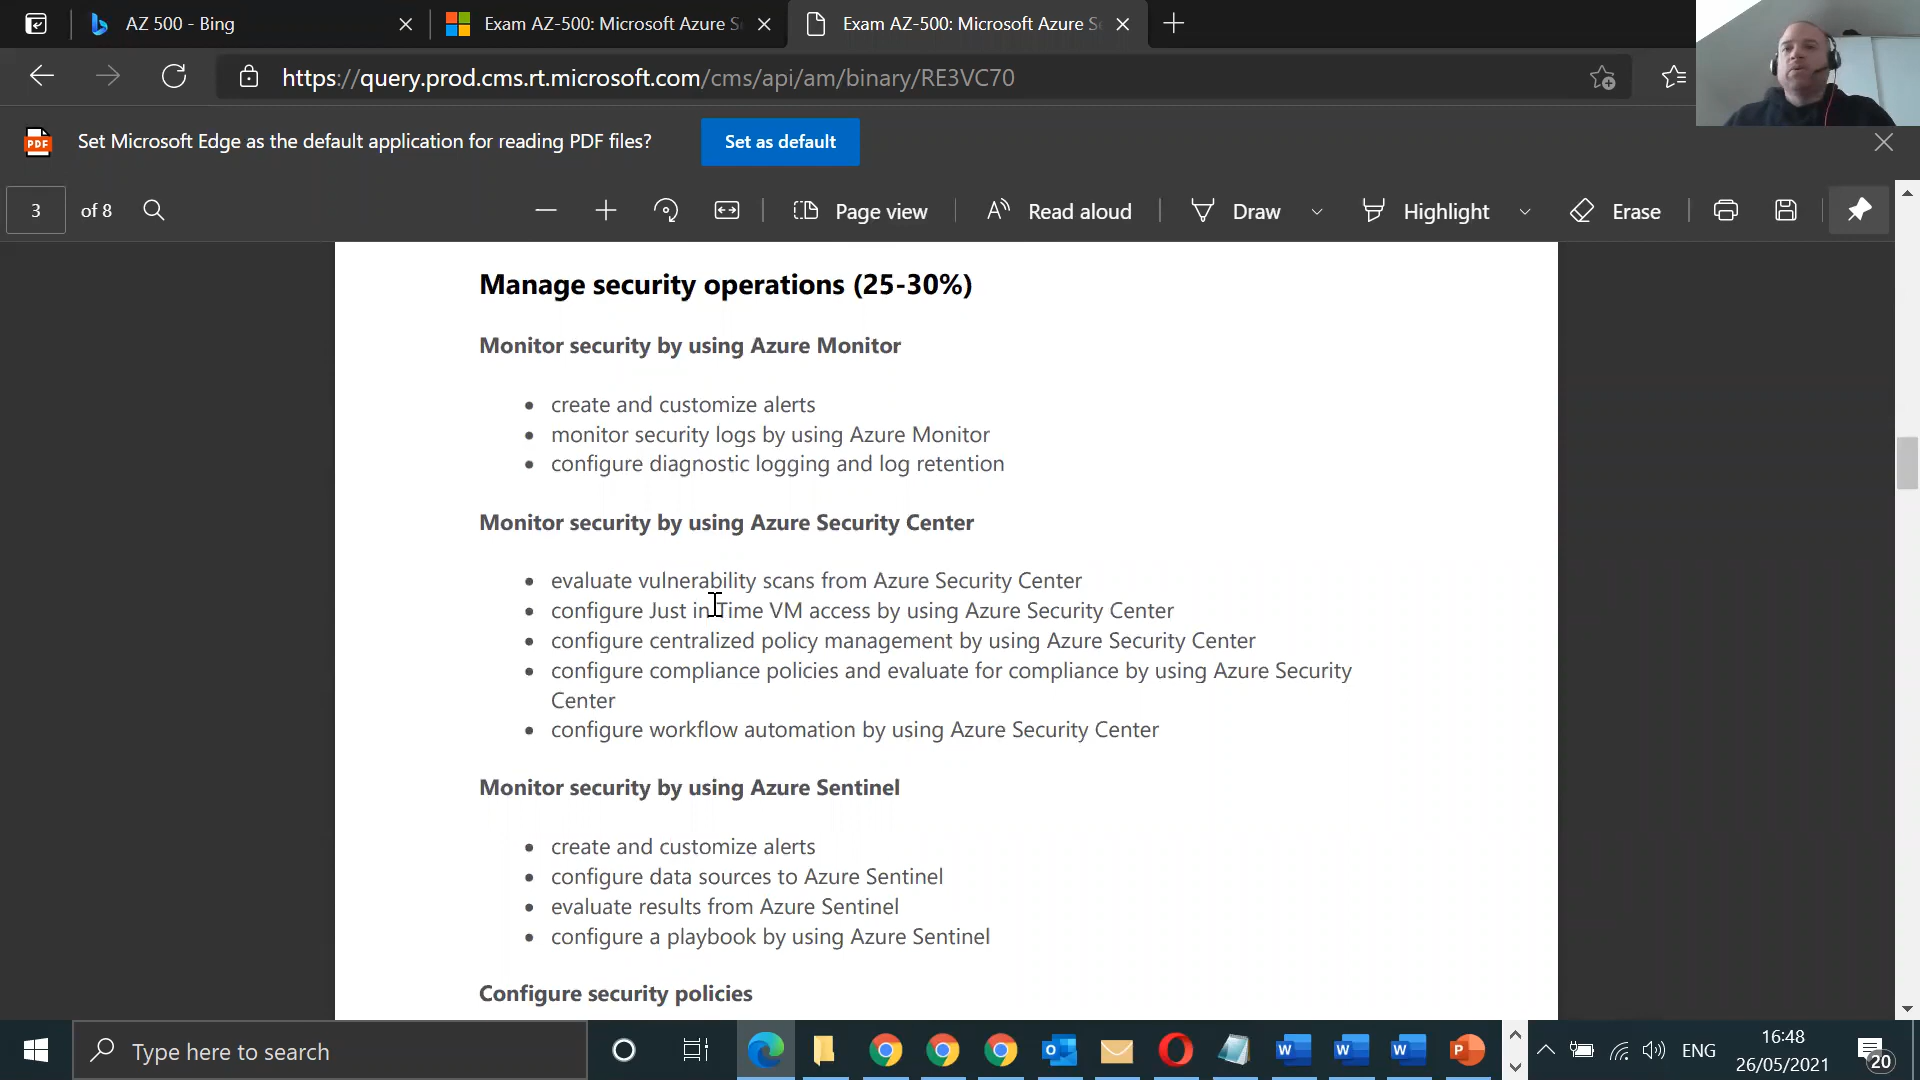 AZ 500 - Bing
Exam AZ-500: Microsoft Azure S
Exam AZ-500: Microsoft Azure S
https://query.prod.cms.rt.microsoft.com/cms/api/am/binary/RE3VC70
PDF
Set Microsoft Edge as the default application for reading PDF files?
Set as default
3 of 8
Page view
Read aloud
Draw
Highlight
Erase
Manage security operations (25-30%)
Monitor security by using Azure Monitor
• create and customize alerts
• monitor security logs by using Azure Monitor
• configure diagnostic logging and log retention
Monitor security by using Azure Security Center
• evaluate vulnerability scans from Azure Security Center
• configure Just in Time VM access by using Azure Security Center
• configure centralized policy management by using Azure Security Center
• configure compliance policies and evaluate for compliance by using Azure Security
Center
• configure workflow automation by using Azure Security Center
Monitor security by using Azure Sentinel
• create and customize alerts
• configure data sources to Azure Sentinel
• evaluate results from Azure Sentinel
• configure a playbook by using Azure Sentinel
Configure security policies
Type here to search
ENG
16:48
26/05/2021
20